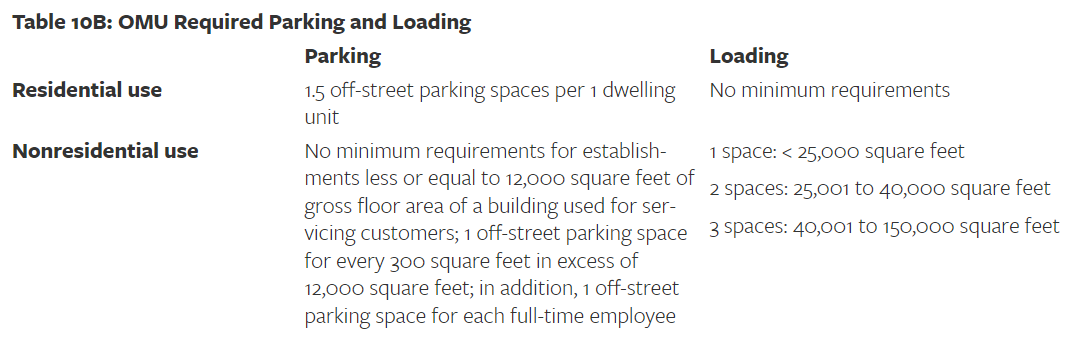 Table 10B: OMU Required Parking and Loading
Parking Loading
Residential use 1.5 off-street parking spaces per 1 dwelling No minimum requirements
unit
Nonresidential use No minimum requirements for establish- 1 space: < 25,000 square feet
ments less or equal to 12,000 square feet of
gross floor area of a building used for ser- 2 spaces: 25,001 to 40,000 square feet
vicing customers; 1 off-street parking space 3 spaces: 40,001 to 150,000 square feet
for every 300 square feet in excess of
12,000 square feet; in addition, 1 off-street
parking space for each full-time employee